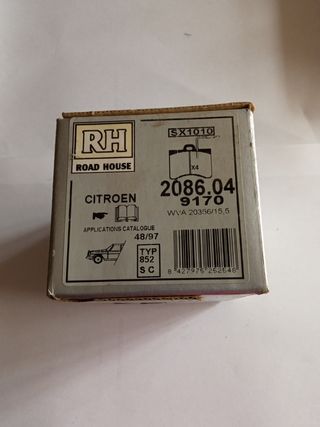 RH
ROAD HOUSE
SX1010
X4
CITROEN
2086.04
9170
WVA 20356/15,5
APPLICATIONS CATALOGUE
48/97
TYP
852
S C
8 427975 252648